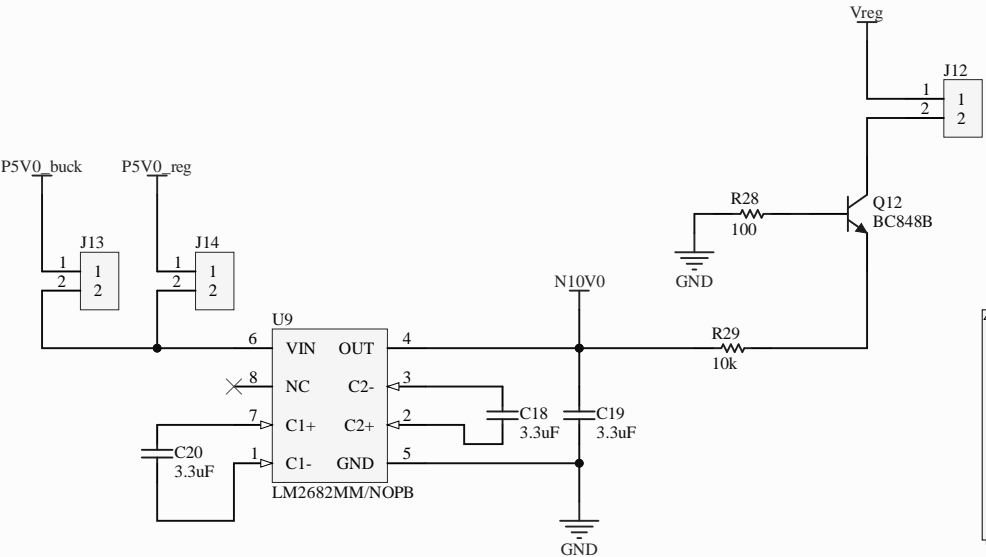 Vreg
J12
1 1
2 2
P5V0_buck P5V0_reg
R28
100
Q12
BC848B
J13 J14
1 1 1 1
2 2 2 2
GND
N10V0
U9
6 VIN OUT 4
R29
10k
8 NC C2- 3
7 C1+ C2+ 2
C18
3.3uF
C19
3.3uF
C20
3.3uF
1 C1- GND 5
LM2682MM/NOPB
GND